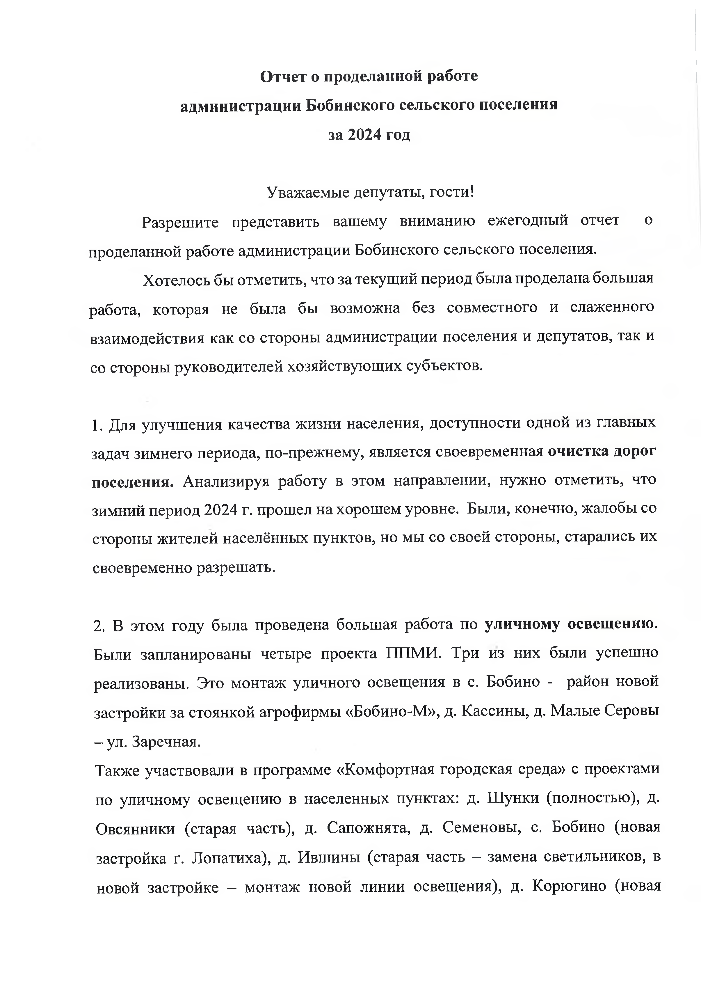 Отчет о проделанной работе
администрации Бобинского сельского поселения
за 2024 год
Уважаемые депутаты, гости!
Разрешите представить вашему вниманию ежегодный отчет о
проделанной работе администрации Бобинского сельского поселения.
Хотелось бы отметить, что за текущий период была проделана большая
работа, которая не была бы возможна без совместного и слаженного
взаимодействия как со стороны администрации поселения и депутатов, так и
со стороны руководителей хозяйствующих субъектов.
1. Для улучшения качества жизни населения, доступности одной из главных
задач зимнего периода, по-прежнему, является своевременная очистка дорог
поселения. Анализируя работу в этом направлении, нужно отметить, что
зимний период 2024 г. прошел на хорошем уровне. Были, конечно, жалобы со
стороны жителей населённых пунктов, но мы со своей стороны, старались их
своевременно разрешать.
2. В этом году была проведена большая работа по уличному освещению.
Были запланированы четыре проекта ППМИ. Три из них были успешно
реализованы. Это монтаж уличного освещения в с. Бобино - район новой
застройки за стоянкой агрофирмы «Бобино-М», д. Кассины, д. Малые Серовы
– ул. Заречная.
Также участвовали в программе «Комфортная городская среда» с проектами
по уличному освещению в населенных пунктах: д. Шунки (полностью), д.
Овсянники (старая часть), д. Сапожнята, д. Семеновы, с. Бобино (новая
застройка г. Лопатиха), д. Ившины (старая часть – замена светильников, в
новой застройке – монтаж новой линии освещения), д. Корюгино (новая